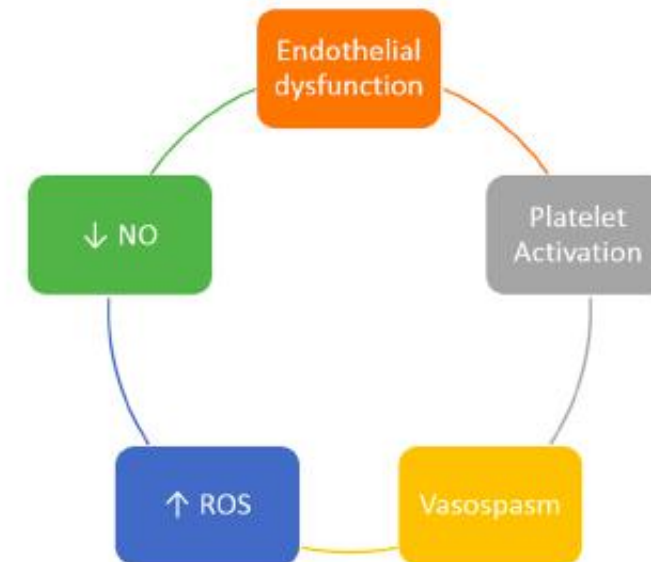 Endothelial
dysfunction
Platelet
Activation
Vasospasm
↑ ROS
↓ NO